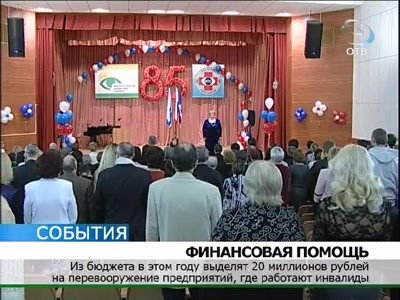 ОТВ
85
СОБЫТИЯ
ФИНАНСОВАЯ ПОМОЩЬ
Из бюджета в этом году выделят 20 миллионов рублей
на перевооружение предприятий, где работают инвалиды